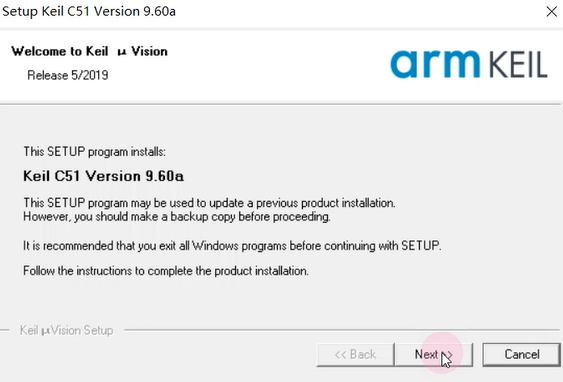 Setup Keil C51 Version 9.60a
Welcome to Keil µ Vision
Release 5/2019
arm KEIL
This SETUP program installs:
Keil C51 Version 9.60a
This SETUP program may be used to update a previous product installation.
However, you should make a backup copy before proceeding.
It is recommended that you exit all Windows programs before continuing with SETUP.
Follow the instructions to complete the product installation.
Keil µVision Setup
<< Back
Next >>
Cancel